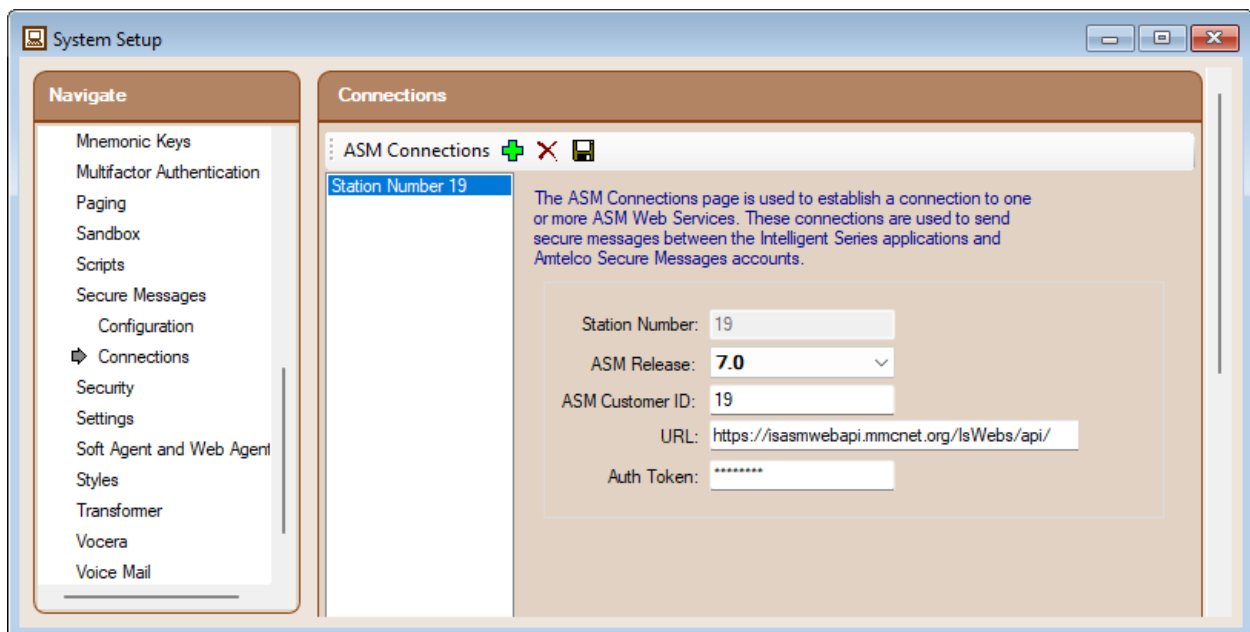 System Setup
Navigate
Mnemonic Keys
Multifactor Authentication
Paging
Sandbox
Scripts
Secure Messages
Configuration
Connections
Security
Settings
Soft Agent and Web Agent
Styles
Transformer
Vocera
Voice Mail
Connections
ASM Connections
Station Number 19
The ASM Connections page is used to establish a connection to one
or more ASM Web Services. These connections are used to send
secure messages between the Intelligent Series applications and
Amtelco Secure Messages accounts.
Station Number: 19
ASM Release: 7.0
ASM Customer ID: 19
URL: https://isasmwebapi.mmcnet.org/IsWebs/api/
Auth Token: ********